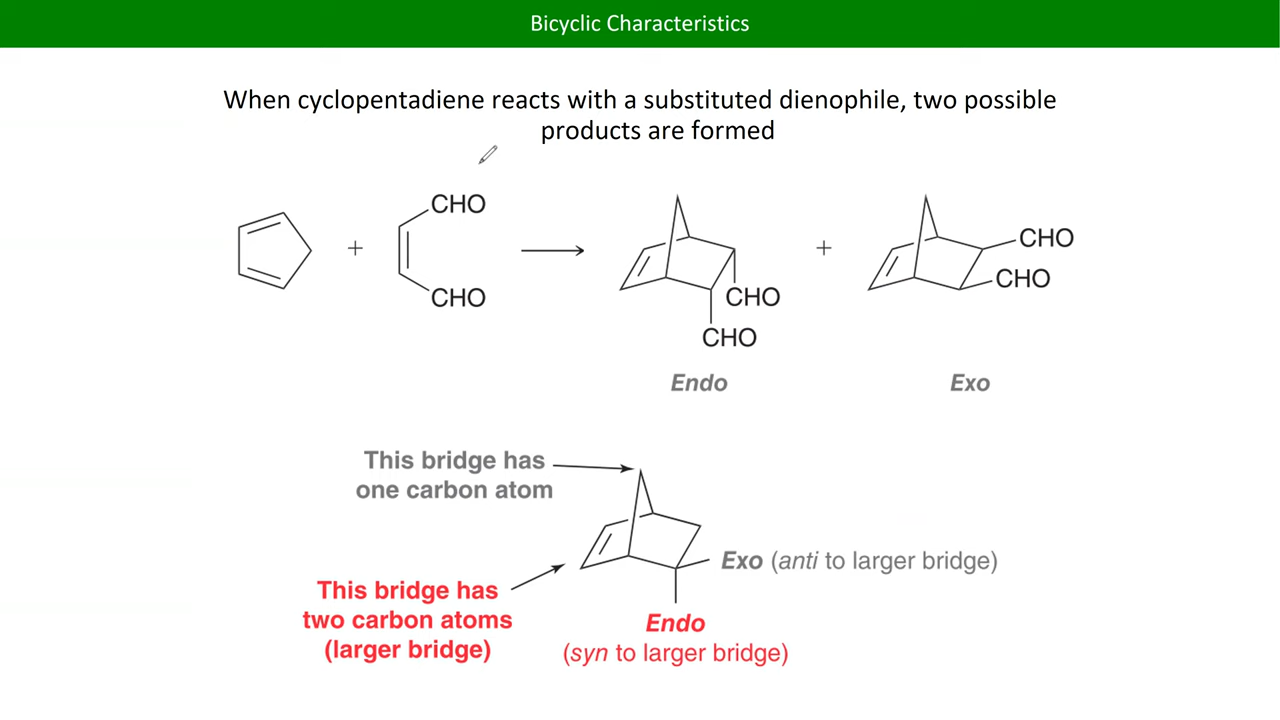 Bicyclic Characteristics
When cyclopentadiene reacts with a substituted dienophile, two possible
products are formed
CHO
+
CHO
CHO
CHO
Endo
+
CHO
CHO
Exo
This bridge has
one carbon atom
Exo (anti to larger bridge)
This bridge has
two carbon atoms
(larger bridge)
Endo
(syn to larger bridge)